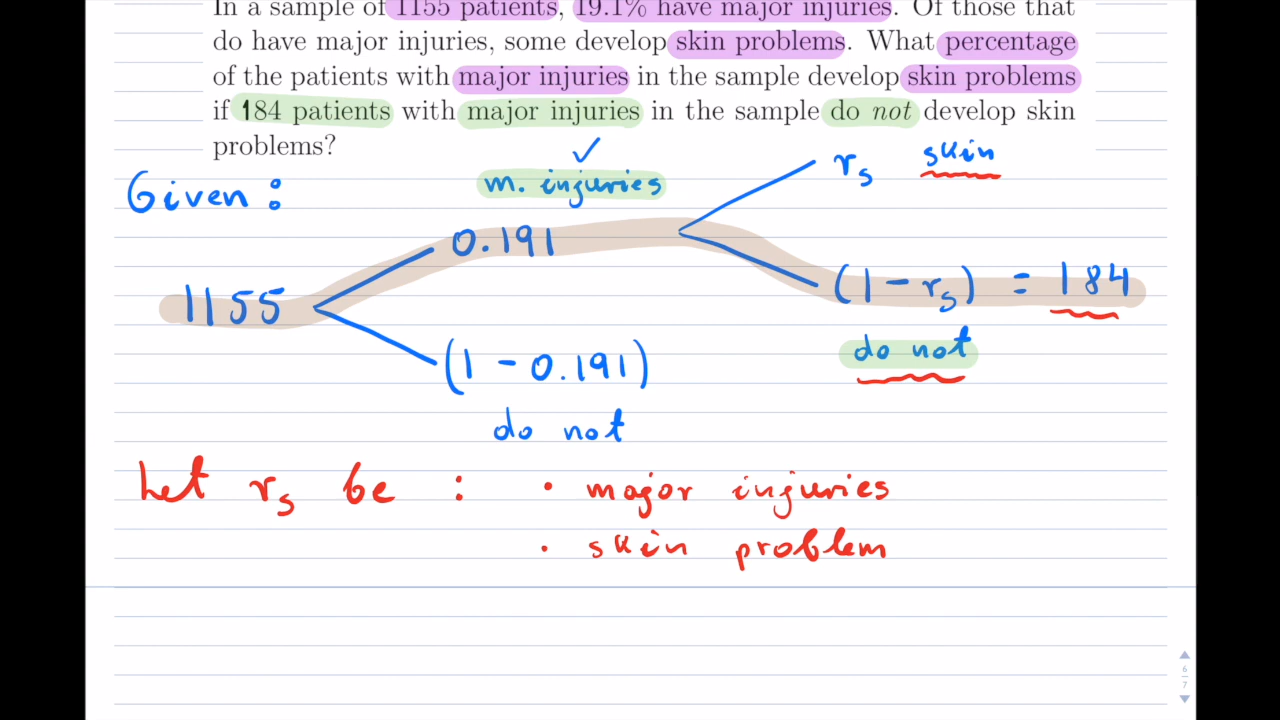 In a sample of 1155 patients, 19.1% have major injuries. Of those that
do have major injuries, some develop skin problems. What percentage
of the patients with major injuries in the sample develop skin problems
if 184 patients with major injuries in the sample do not develop skin
problems?
✓
Given :
m. injuries
rs skin
0.191
1155
(1 - rs) = 184
do not
(1 - 0.191)
do not
Let rs be : • major injuries
• skin problem
6
7